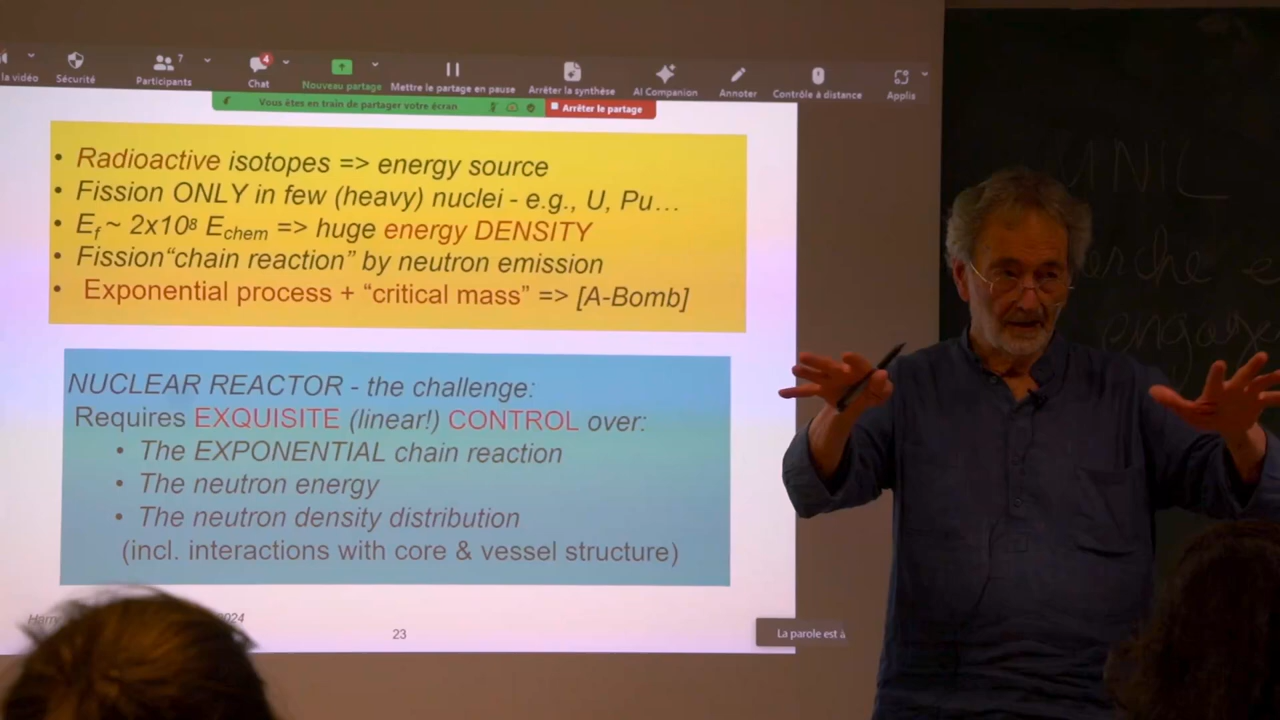 la vidéo
Sécurité
Participants
7
Chat
4
Nouveau partage
Mettre le partage en pause
Arrêter la synthèse
AI Companion
Annoter
Contrôle à distance
Applis
Vous êtes en train de partager votre écran
Arrêter le partage
• Radioactive isotopes => energy source
• Fission ONLY in few (heavy) nuclei - e.g., U, Pu…
• Ef ~ 2x10⁸ Echem => huge energy DENSITY
• Fission“chain reaction” by neutron emission
• Exponential process + “critical mass” => [A-Bomb]
NUCLEAR REACTOR - the challenge:
Requires EXQUISITE (linear!) CONTROL over:
• The EXPONENTIAL chain reaction
• The neutron energy
• The neutron density distribution
(incl. interactions with core & vessel structure)
2024
23
La parole est à
UNIL